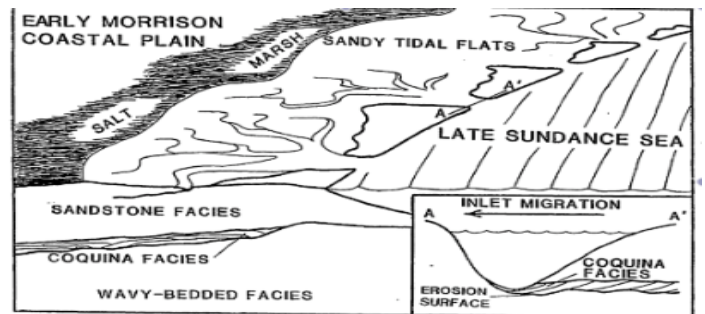 EARLY MORRISON
COASTAL PLAIN
SALT MARSH
SANDY TIDAL FLATS
A A'
LATE SUNDANCE SEA
SANDSTONE FACIES
COQUINA FACIES
WAVY-BEDDED FACIES
INLET MIGRATION
A A'
COQUINA
FACIES
EROSION
SURFACE